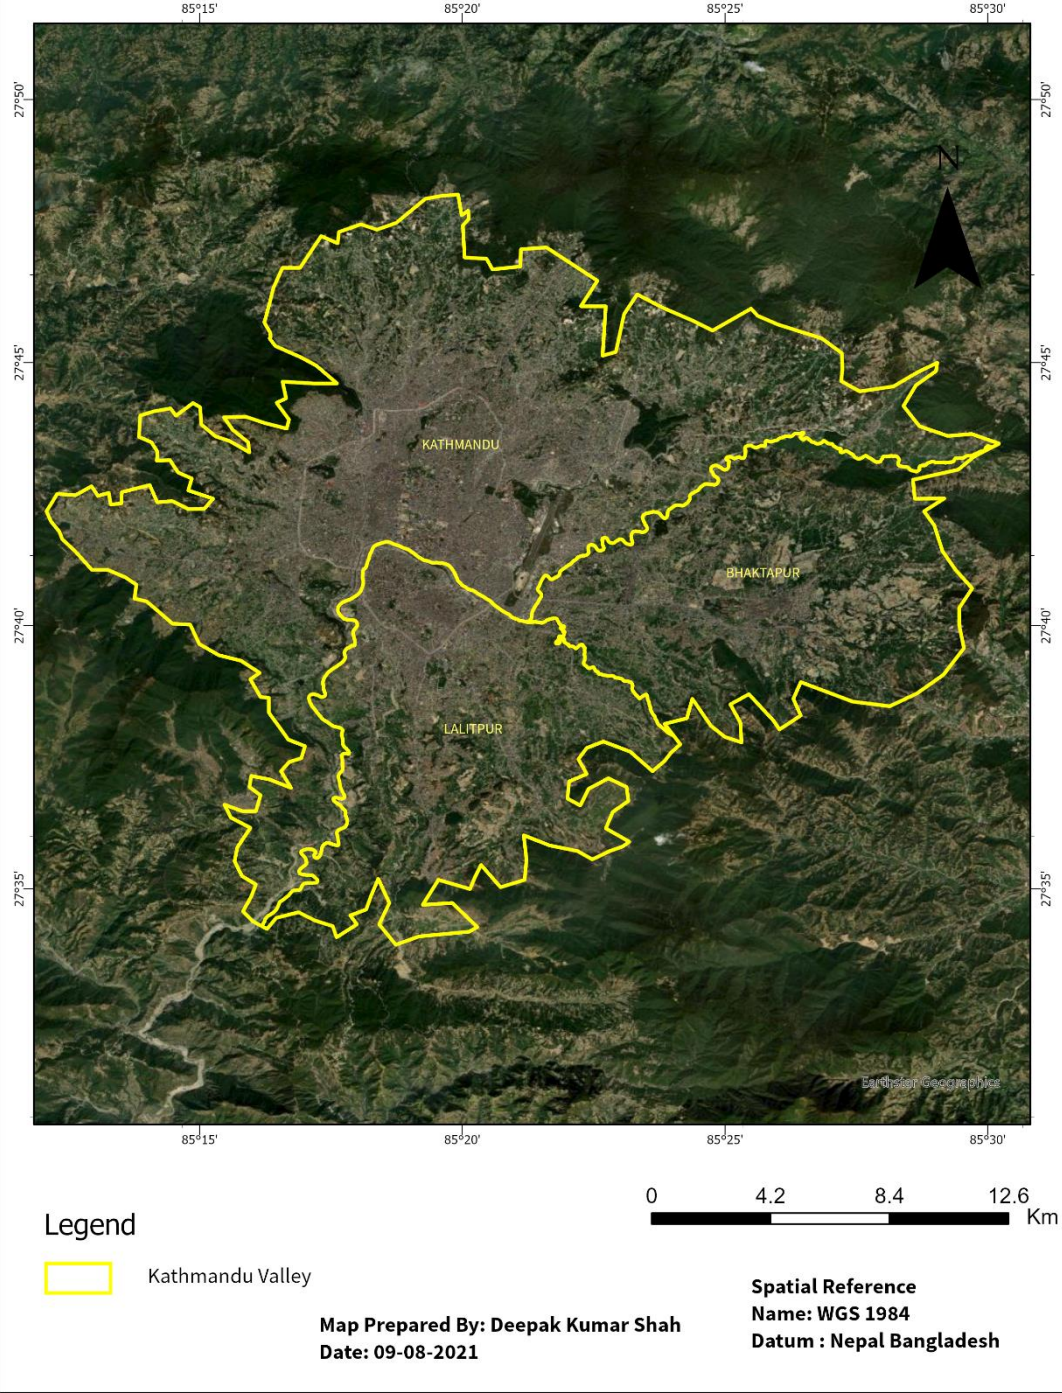 85°15' 85°20' 85°25' 85°30'
27°50' 27°50'
N
27°45' 27°45'
KATHMANDU
BHAKTAPUR
27°40' 27°40'
LALITPUR
27°35' 27°35'
Earthstar Geographics
85°15' 85°20' 85°25' 85°30'
0 4.2 8.4 12.6
Km
Legend
Kathmandu Valley
Map Prepared By: Deepak Kumar Shah
Date: 09-08-2021
Spatial Reference
Name: WGS 1984
Datum : Nepal Bangladesh